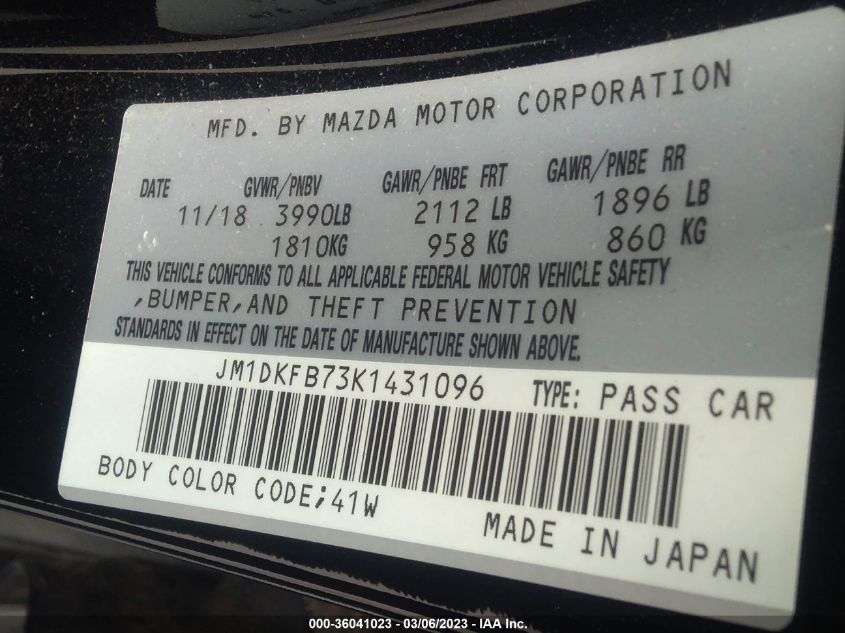 MFD. BY MAZDA MOTOR CORPORATION
DATE GVWR/PNBV GAWR/PNBE FRT GAWR/PNBE RR
11/18 3990LB 2112 LB 1896 LB
1810KG 958 KG 860 KG
THIS VEHICLE CONFORMS TO ALL APPLICABLE FEDERAL MOTOR VEHICLE SAFETY
,BUMPER,AND THEFT PREVENTION
STANDARDS IN EFFECT ON THE DATE OF MANUFACTURE SHOWN ABOVE.
JM1DKFB73K1431096 TYPE: PASS CAR
BODY COLOR CODE;41W
MADE IN JAPAN
000-36041023 - 03/06/2023 - IAA Inc.